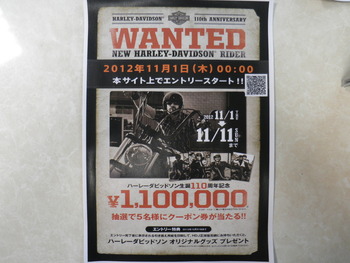 HARLEY-DAVIDSON 110th ANNIVERSARY
WANTED
NEW HARLEY-DAVIDSON RIDER
2012年11月1日(木) 00:00
本サイト上でエントリースタート!!
2012 11/1
11/11
まで
ハーレーダビッドソン生誕110周年記念
¥1,100,000
抽選で5名様にクーポン券が当たる!!
エントリー特典
ハーレーダビッドソン オリジナルグッズ プレゼント